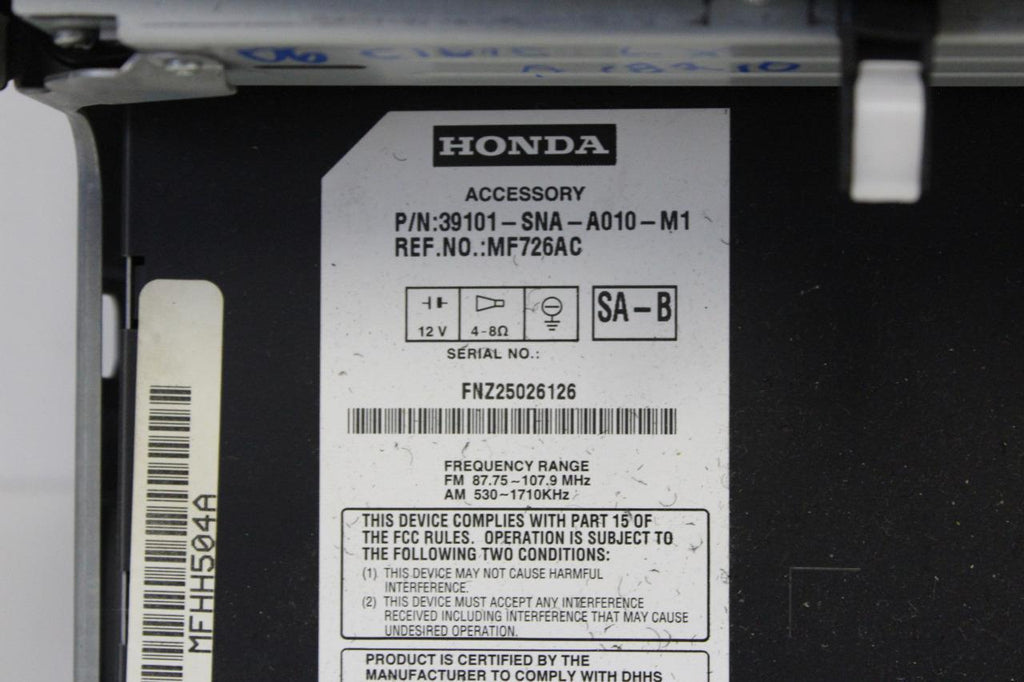 06 CIVIC LX
HONDA
ACCESSORY
P/N:39101-SNA-A010-M1
REF.NO.:MF726AC
12 V
4-8Ω
SA-B
SERIAL NO.:
FNZ25026126
FREQUENCY RANGE
FM 87.75~107.9 MHz
AM 530~1710KHz
THIS DEVICE COMPLIES WITH PART 15 OF
THE FCC RULES. OPERATION IS SUBJECT TO
THE FOLLOWING TWO CONDITIONS:
(1) THIS DEVICE MAY NOT CAUSE HARMFUL
INTERFERENCE.
(2) THIS DEVICE MUST ACCEPT ANY INTERFERENCE
RECEIVED INCLUDING INTERFERENCE THAT MAY CAUSE
UNDESIRED OPERATION.
PRODUCT IS CERTIFIED BY THE
MANUFACTURER TO COMPLY WITH DHHS
MFHH504A